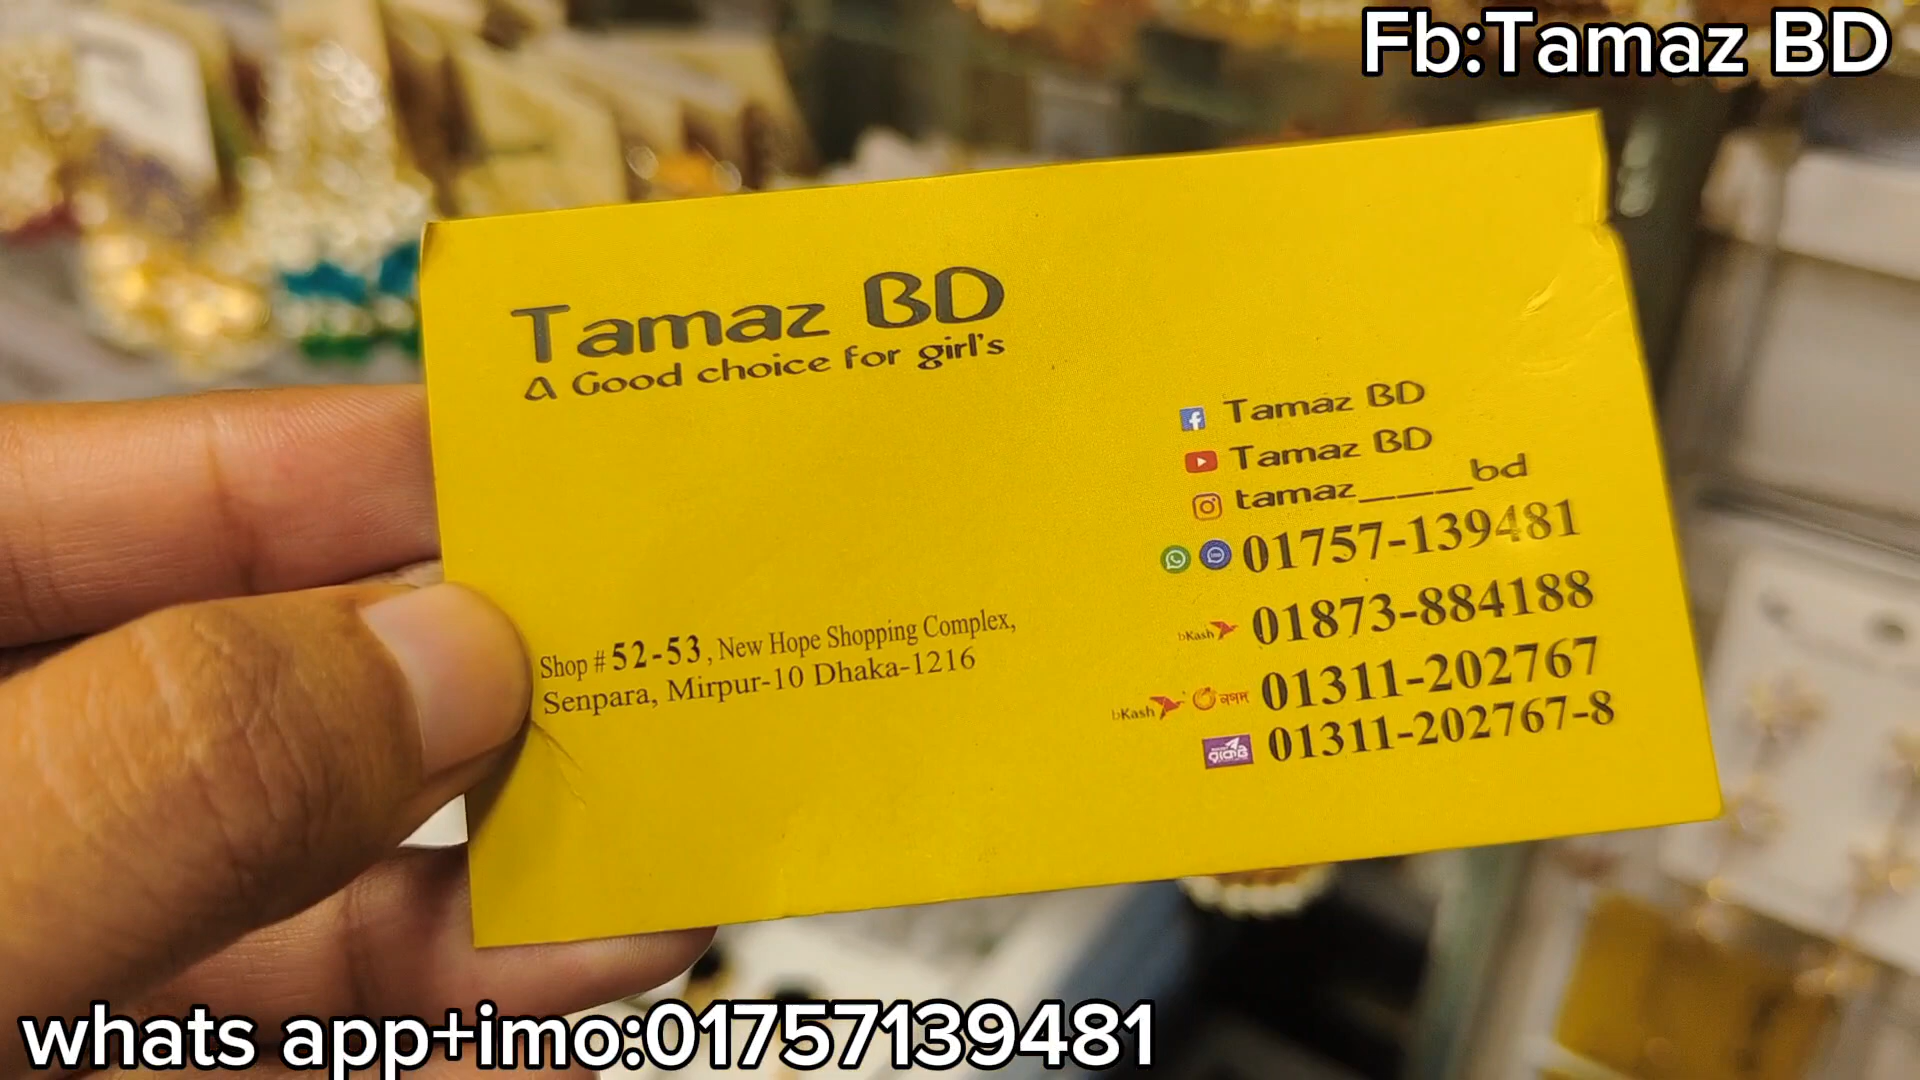 Fb:Tamaz BD
Tamaz BD
A Good choice for girl's
Tamaz BD
Tamaz BD
tamaz____bd
01757-139481
bKash 01873-884188
bKash নগদ 01311-202767
রকেট 01311-202767-8
Shop # 52-53, New Hope Shopping Complex,
Senpara, Mirpur-10 Dhaka-1216
whats app+imo:01757139481